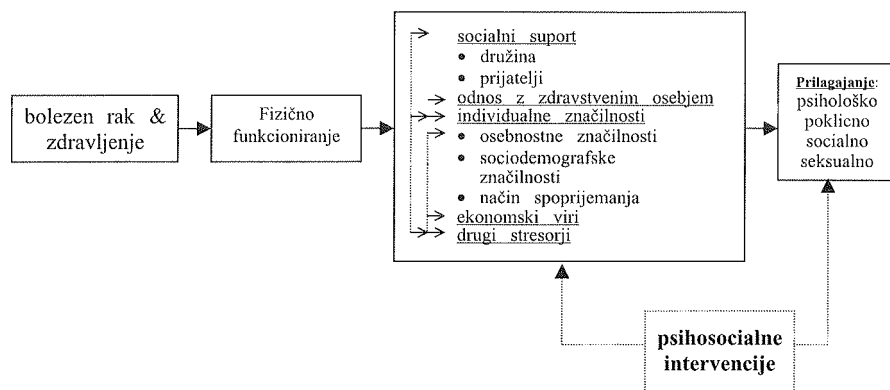 bolezen rak &
zdravljenje
Fizično
funkcioniranje
socialni suport
• družina
• prijatelji
odnos z zdravstvenim osebjem
individualne značilnosti
• osebnostne značilnosti
• sociodemografske
značilnosti
• način spoprijemanja
ekonomski viri
drugi stresorji
Prilagajanje:
psihološko
poklicno
socialno
seksualno
psihosocialne
intervencije